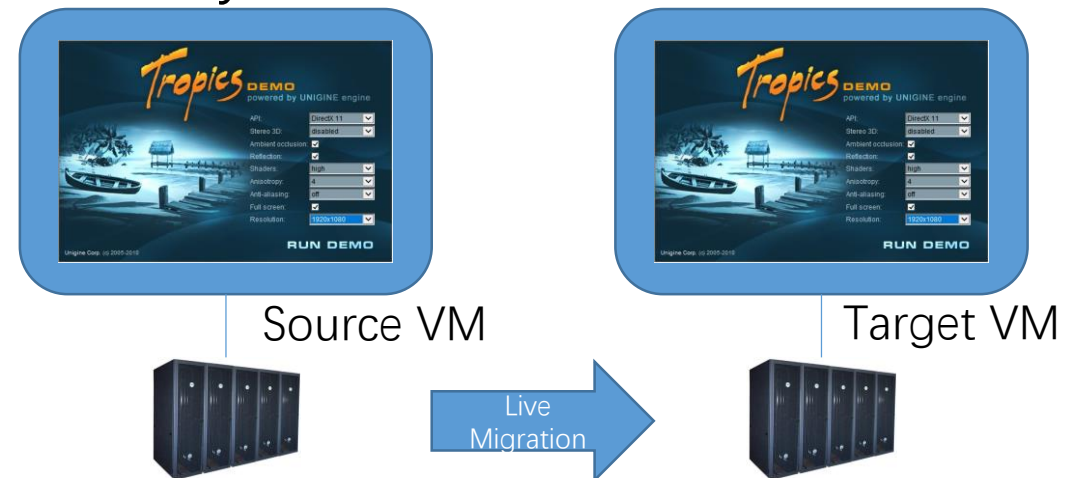 Tropics DEMO
powered by UNIGINE engine
API: DirectX 11
Stereo 3D: disabled
Ambient occlusion:
Reflection:
Shaders: high
Anisotropy: 4
Anti-aliasing: off
Full screen:
Resolution: 1920x1080
RUN DEMO
Unigine Corp. (c) 2005-2010
Tropics DEMO
powered by UNIGINE engine
API: DirectX 11
Stereo 3D: disabled
Ambient occlusion:
Reflection:
Shaders: high
Anisotropy: 4
Anti-aliasing: off
Full screen:
Resolution: 1920x1080
RUN DEMO
Unigine Corp. (c) 2005-2010
Source VM
Target VM
Live
Migration